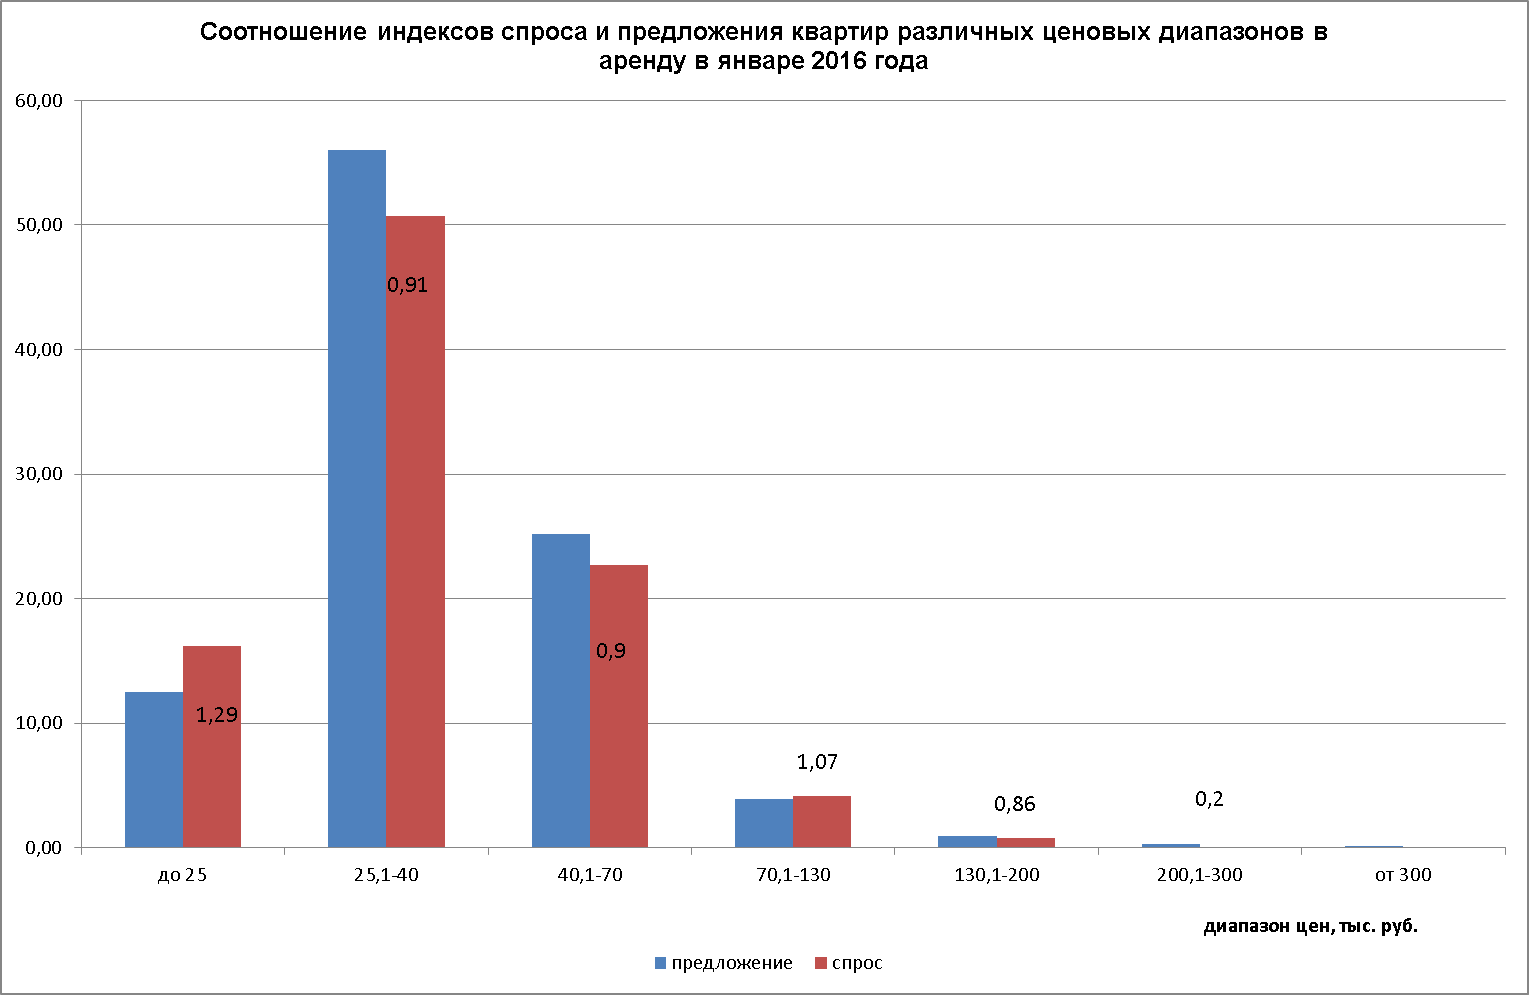 Соотношение индексов спроса и предложения квартир различных ценовых диапазонов в
аренду в январе 2016 года
60,00
50,00
40,00
30,00
20,00
10,00
0,00
1,29
0,91
0,9
1,07
0,86
0,2
до 25
25,1-40
40,1-70
70,1-130
130,1-200
200,1-300
от 300
диапазон цен, тыс. руб.
предложение
спрос